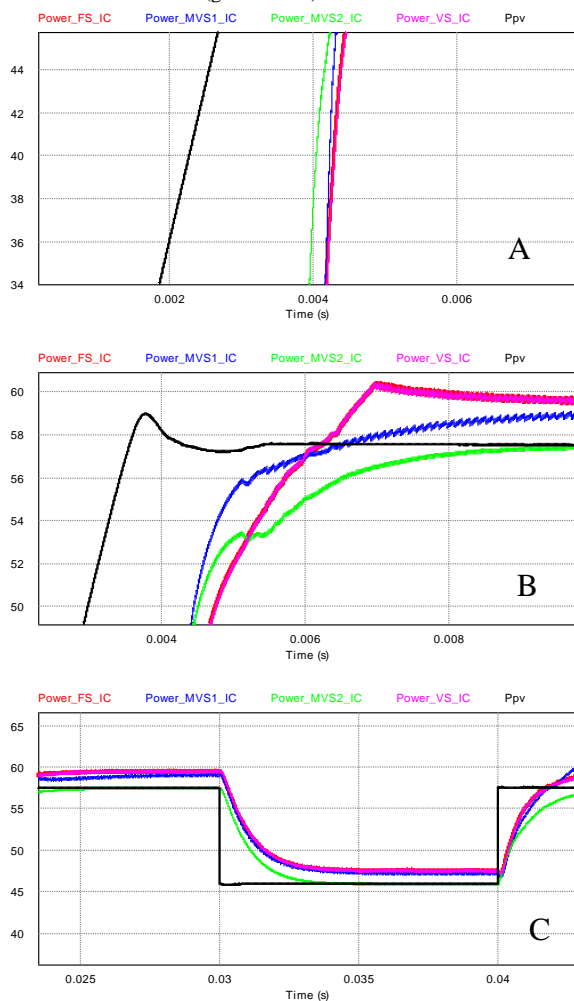 Power_FS_IC Power_MVS1_IC Power_MVS2_IC Power_VS_IC Ppv
44
42
40
38
36
34
A
0.002 0.004 0.006
Time (s)
Power_FS_IC Power_MVS1_IC Power_MVS2_IC Power_VS_IC Ppv
60
58
56
54
52
50
B
0.004 0.006 0.008
Time (s)
Power_FS_IC Power_MVS1_IC Power_MVS2_IC Power_VS_IC Ppv
65
60
55
50
45
40
C
0.025 0.03 0.035 0.04
Time (s)